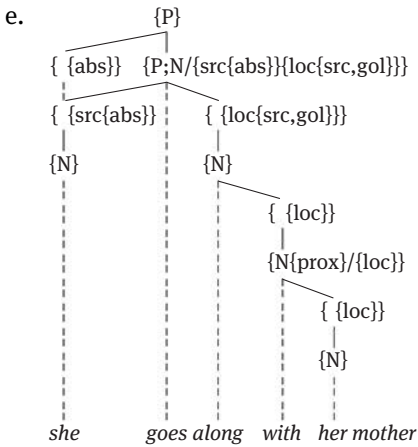 e.
{P}
{ {abs}} {P;N/{src{abs}}{loc{src,gol}}}
{ {src{abs}} { {loc{src,gol}}}
{N} {N}
{ {loc}}
{N{prox}/{loc}}
{ {loc}}
{N}
she goes along with her mother